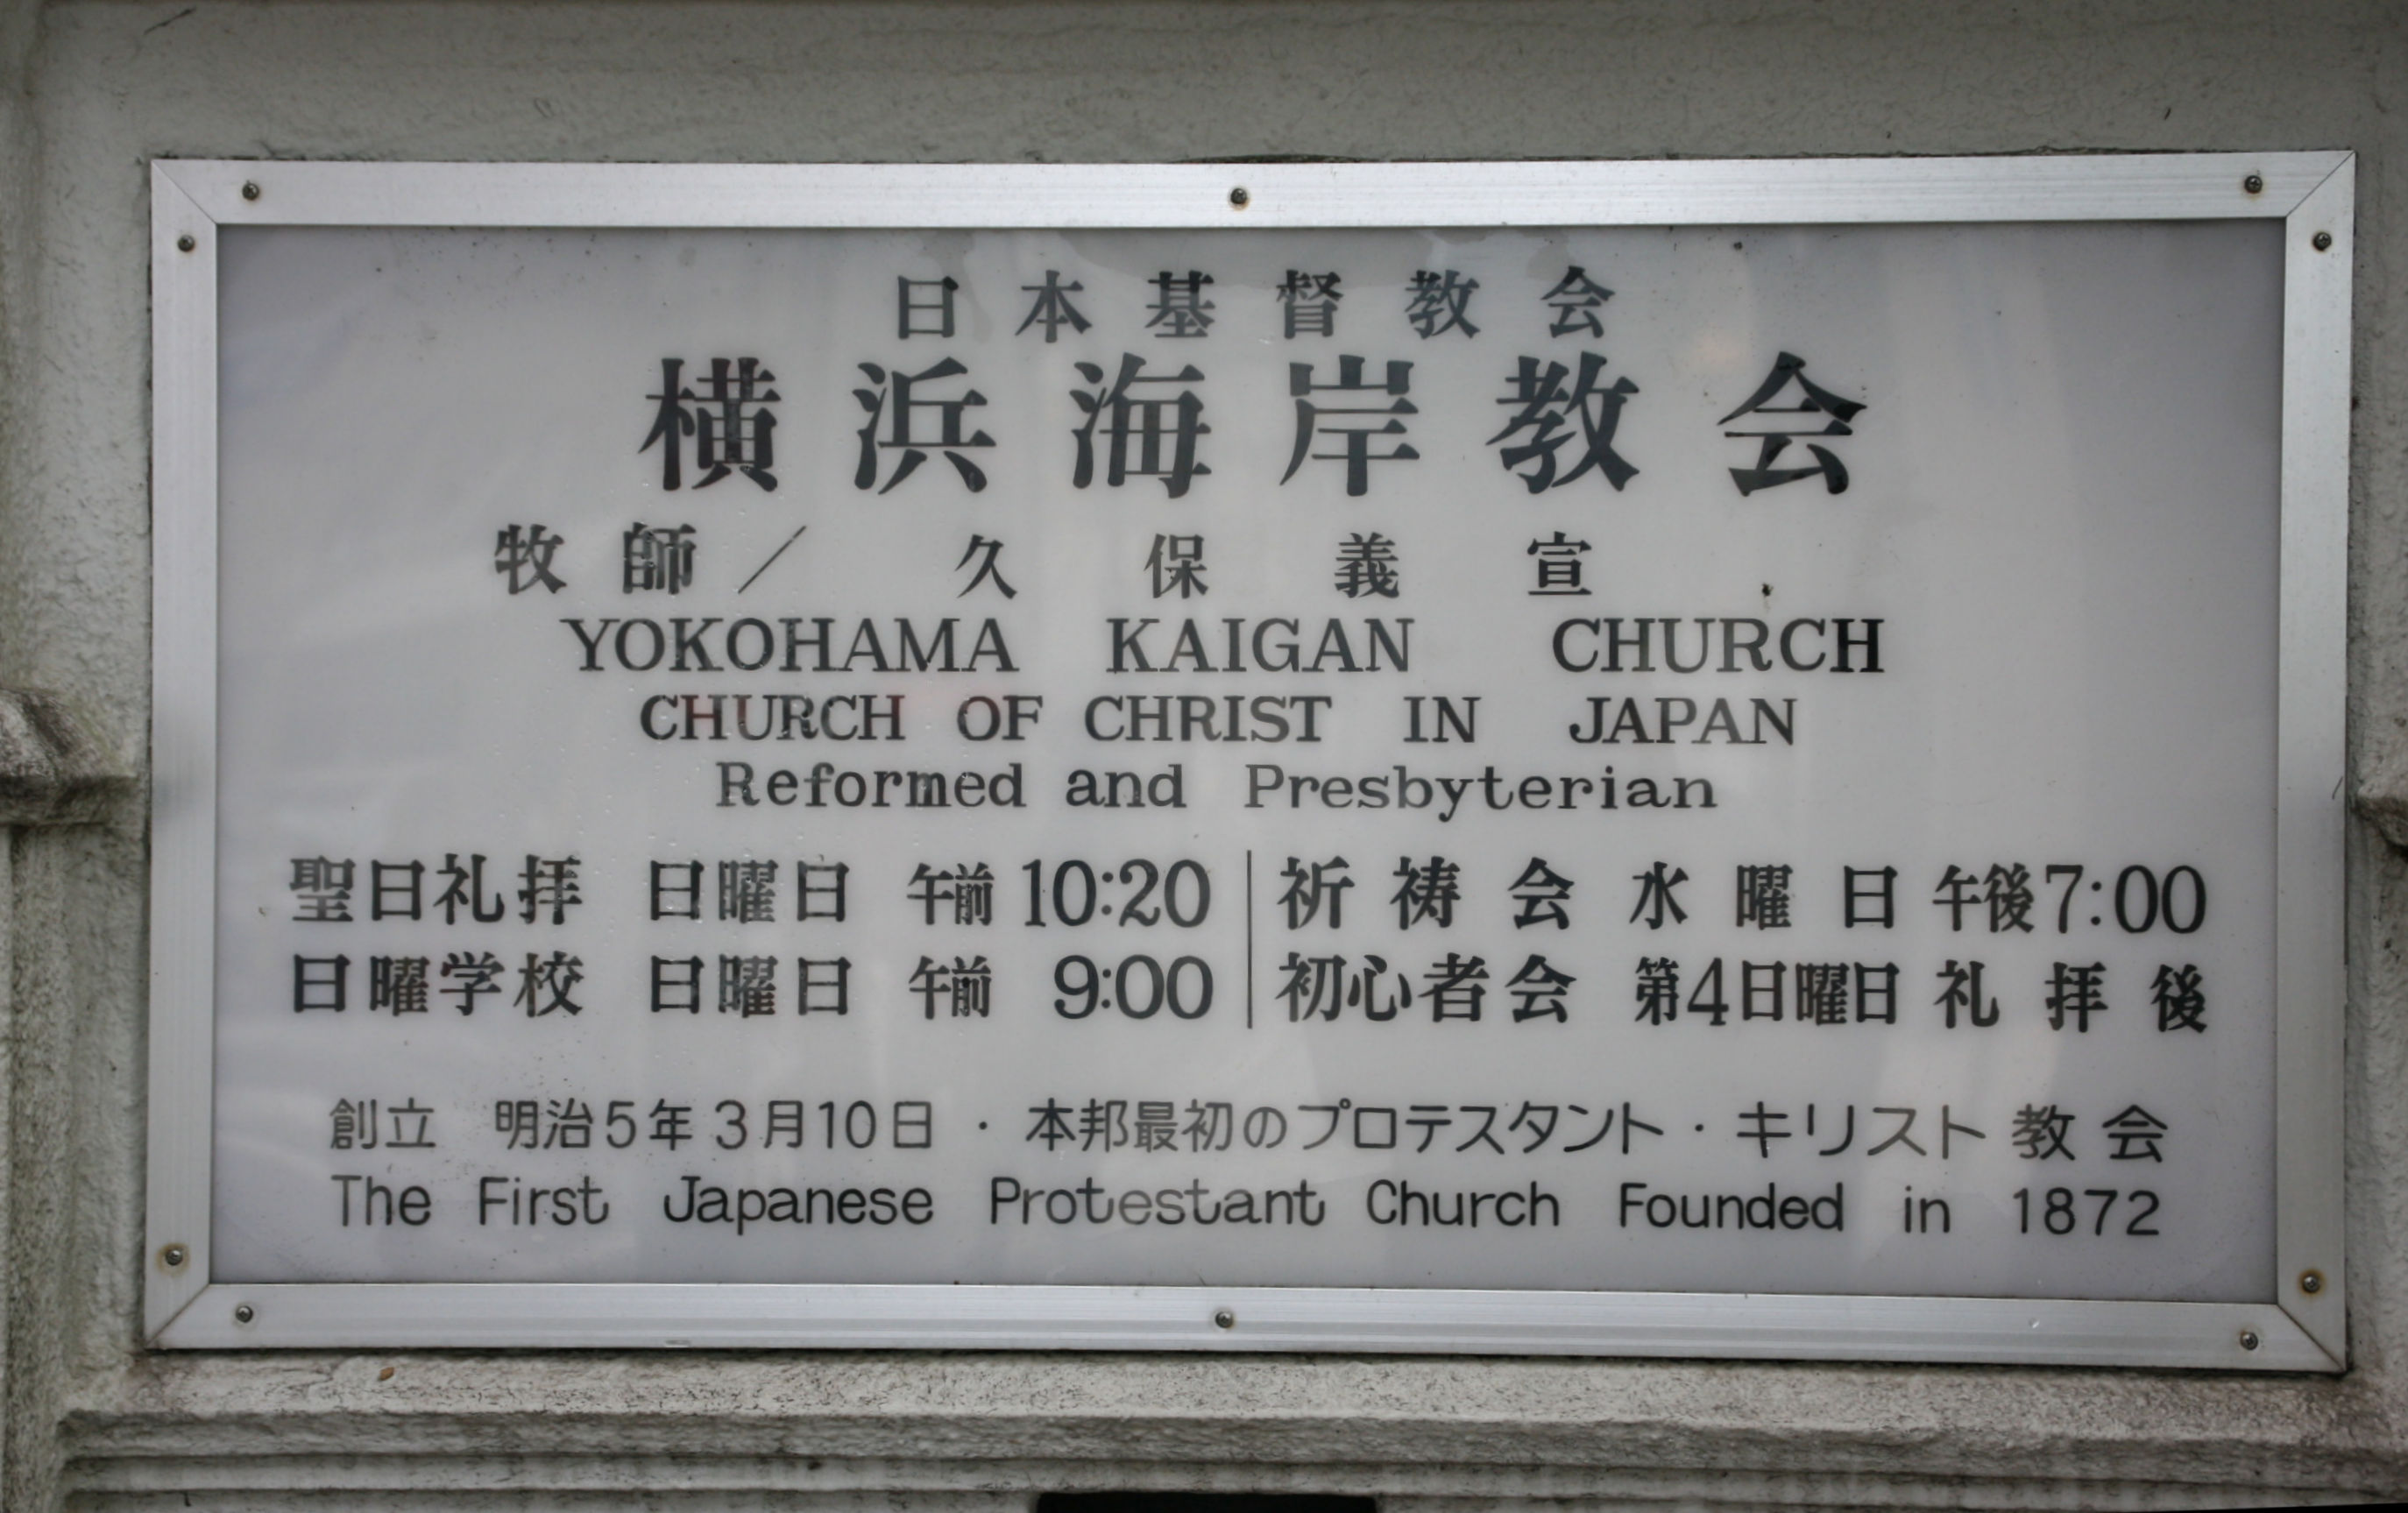 日本基督教会
横浜海岸教会
牧師／ 久保義宣
YOKOHAMA KAIGAN CHURCH
CHURCH OF CHRIST IN JAPAN
Reformed and Presbyterian
聖日礼拝 日曜日 午前 10:20
日曜学校 日曜日 午前 9:00
祈祷会 水曜日 午後7:00
初心者会 第4日曜日 礼拝後
創立 明治5年3月10日・本邦最初のプロテスタント・キリスト教会
The First Japanese Protestant Church Founded in 1872